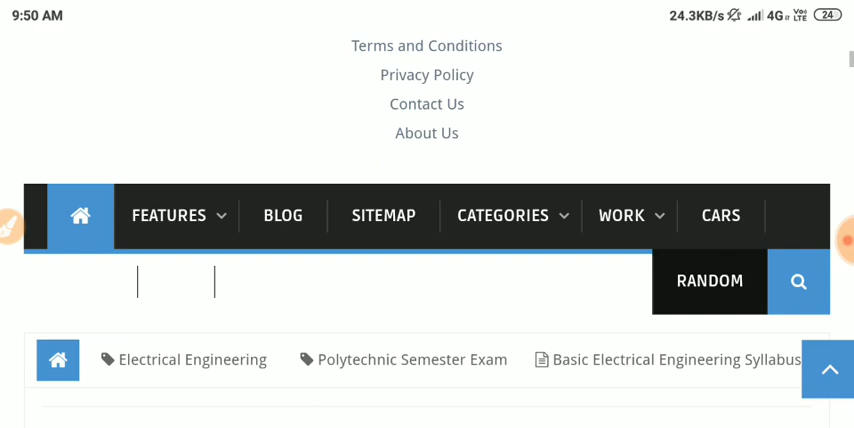 9:50 AM 24.3KB/s 4G Vo) LTE 24
Terms and Conditions
Privacy Policy
Contact Us
About Us
FEATURES BLOG SITEMAP CATEGORIES WORK CARS
RANDOM
Electrical Engineering Polytechnic Semester Exam Basic Electrical Engineering Syllabus